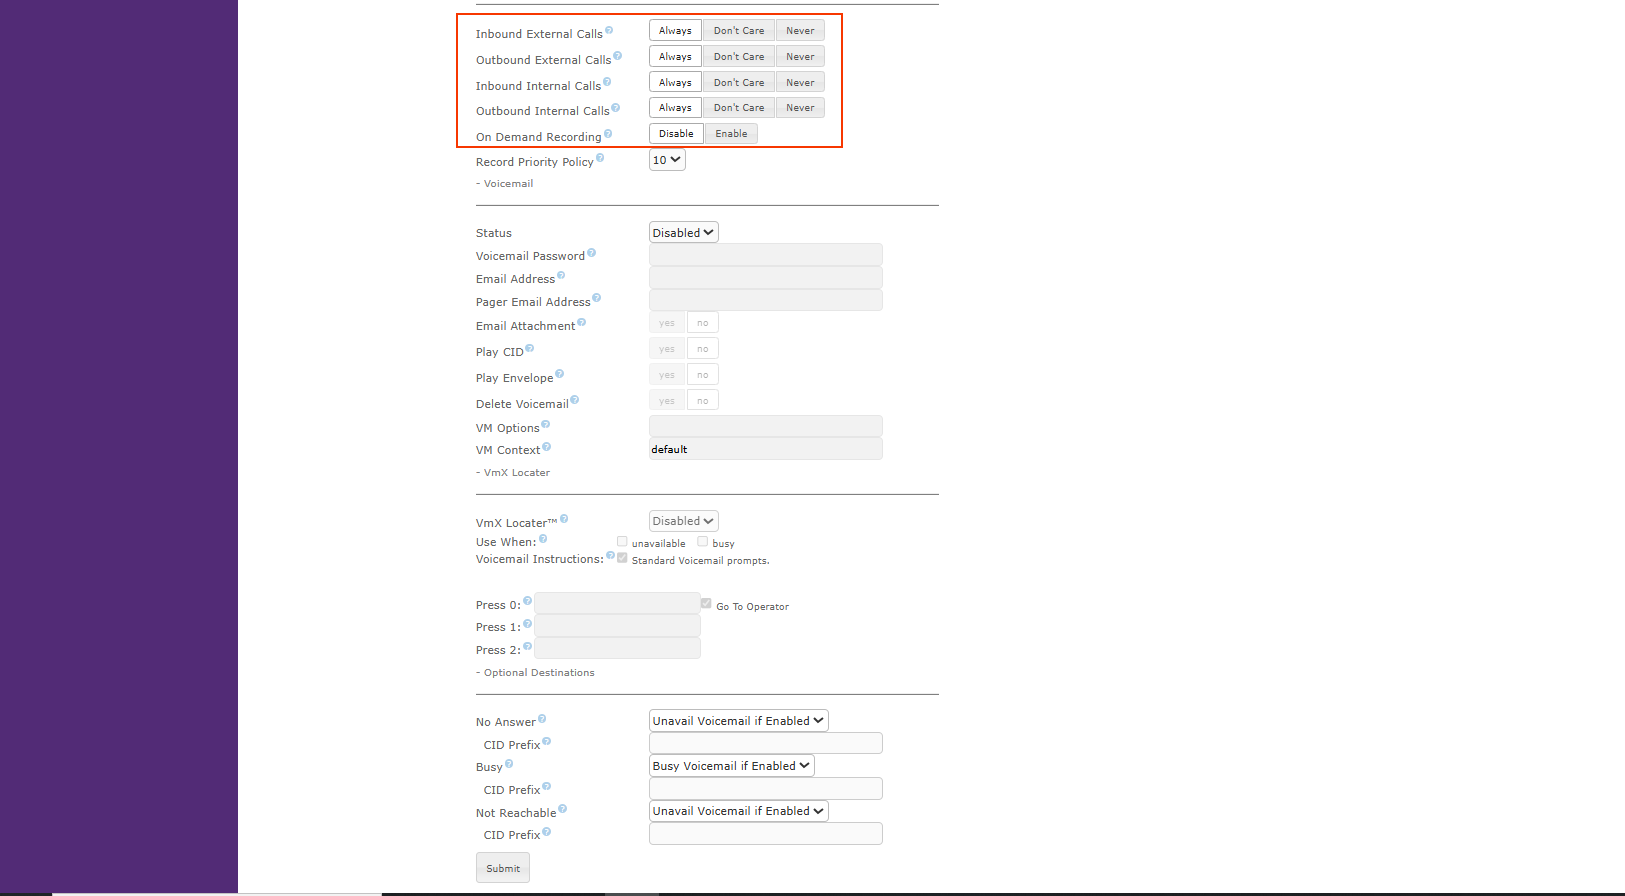 Inbound External Calls ? Always Don't Care Never
Outbound External Calls ? Always Don't Care Never
Inbound Internal Calls ? Always Don't Care Never
Outbound Internal Calls ? Always Don't Care Never
On Demand Recording ? Disable Enable
Record Priority Policy ? 10
- Voicemail
Status Disabled
Voicemail Password ?
Email Address ?
Pager Email Address ?
Email Attachment ? yes no
Play CID ? yes no
Play Envelope ? yes no
Delete Voicemail ? yes no
VM Options ?
VM Context ? default
- VmX Locater
VmX Locater™ ? Disabled
Use When: ? unavailable busy
Voicemail Instructions: ? Standard Voicemail prompts.
Press 0: ? Go To Operator
Press 1: ?
Press 2: ?
- Optional Destinations
No Answer ? Unavail Voicemail if Enabled
CID Prefix ?
Busy ? Busy Voicemail if Enabled
CID Prefix ?
Not Reachable ? Unavail Voicemail if Enabled
CID Prefix ?
Submit